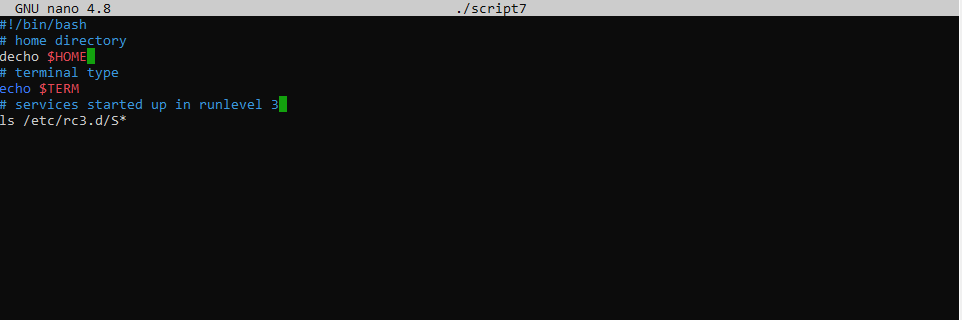 GNU nano 4.8 ./script7
#!/bin/bash
# home directory
decho $HOME
# terminal type
echo $TERM
# services started up in runlevel 3
ls /etc/rc3.d/S*